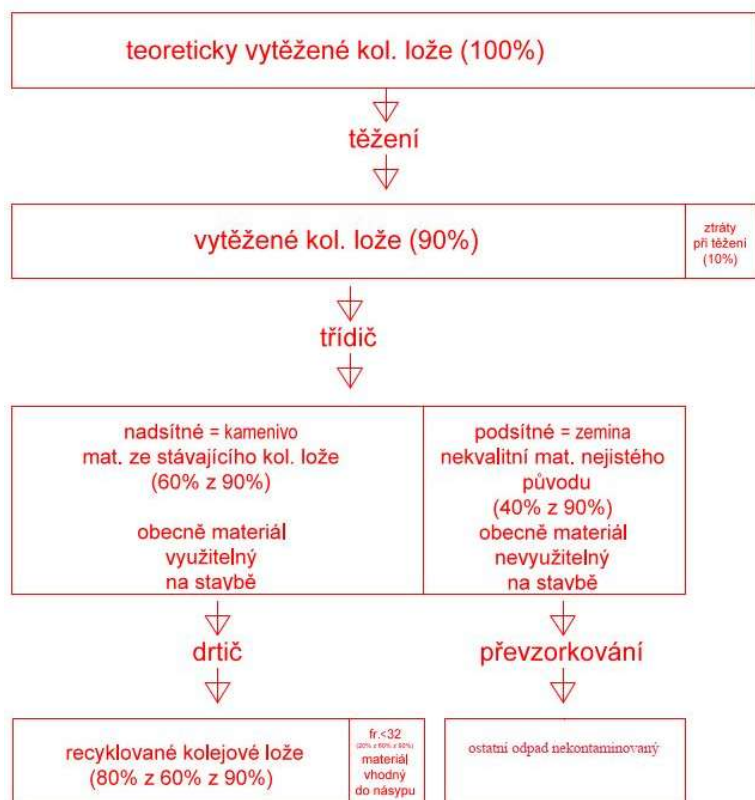 teoreticky vytěžené kol. lože (100%)
těžení
vytěžené kol. lože (90%)
ztráty
při těžení
(10%)
třídič
nadsítné = kamenivo
mat. ze stávajícího kol. lože
(60% z 90%)
obecně materiál
využitelný
na stavbě
podsítné = zemina
nekvalitní mat. nejistého
původu
(40% z 90%)
obecně materiál
nevyužitelný
na stavbě
drtič
převzorkování
recyklované kolejové lože
(80% z 60% z 90%)
fr.<32
(20% z 60% z 90%)
materiál
vhodný
do násypu
ostatní odpad nekontaminovaný